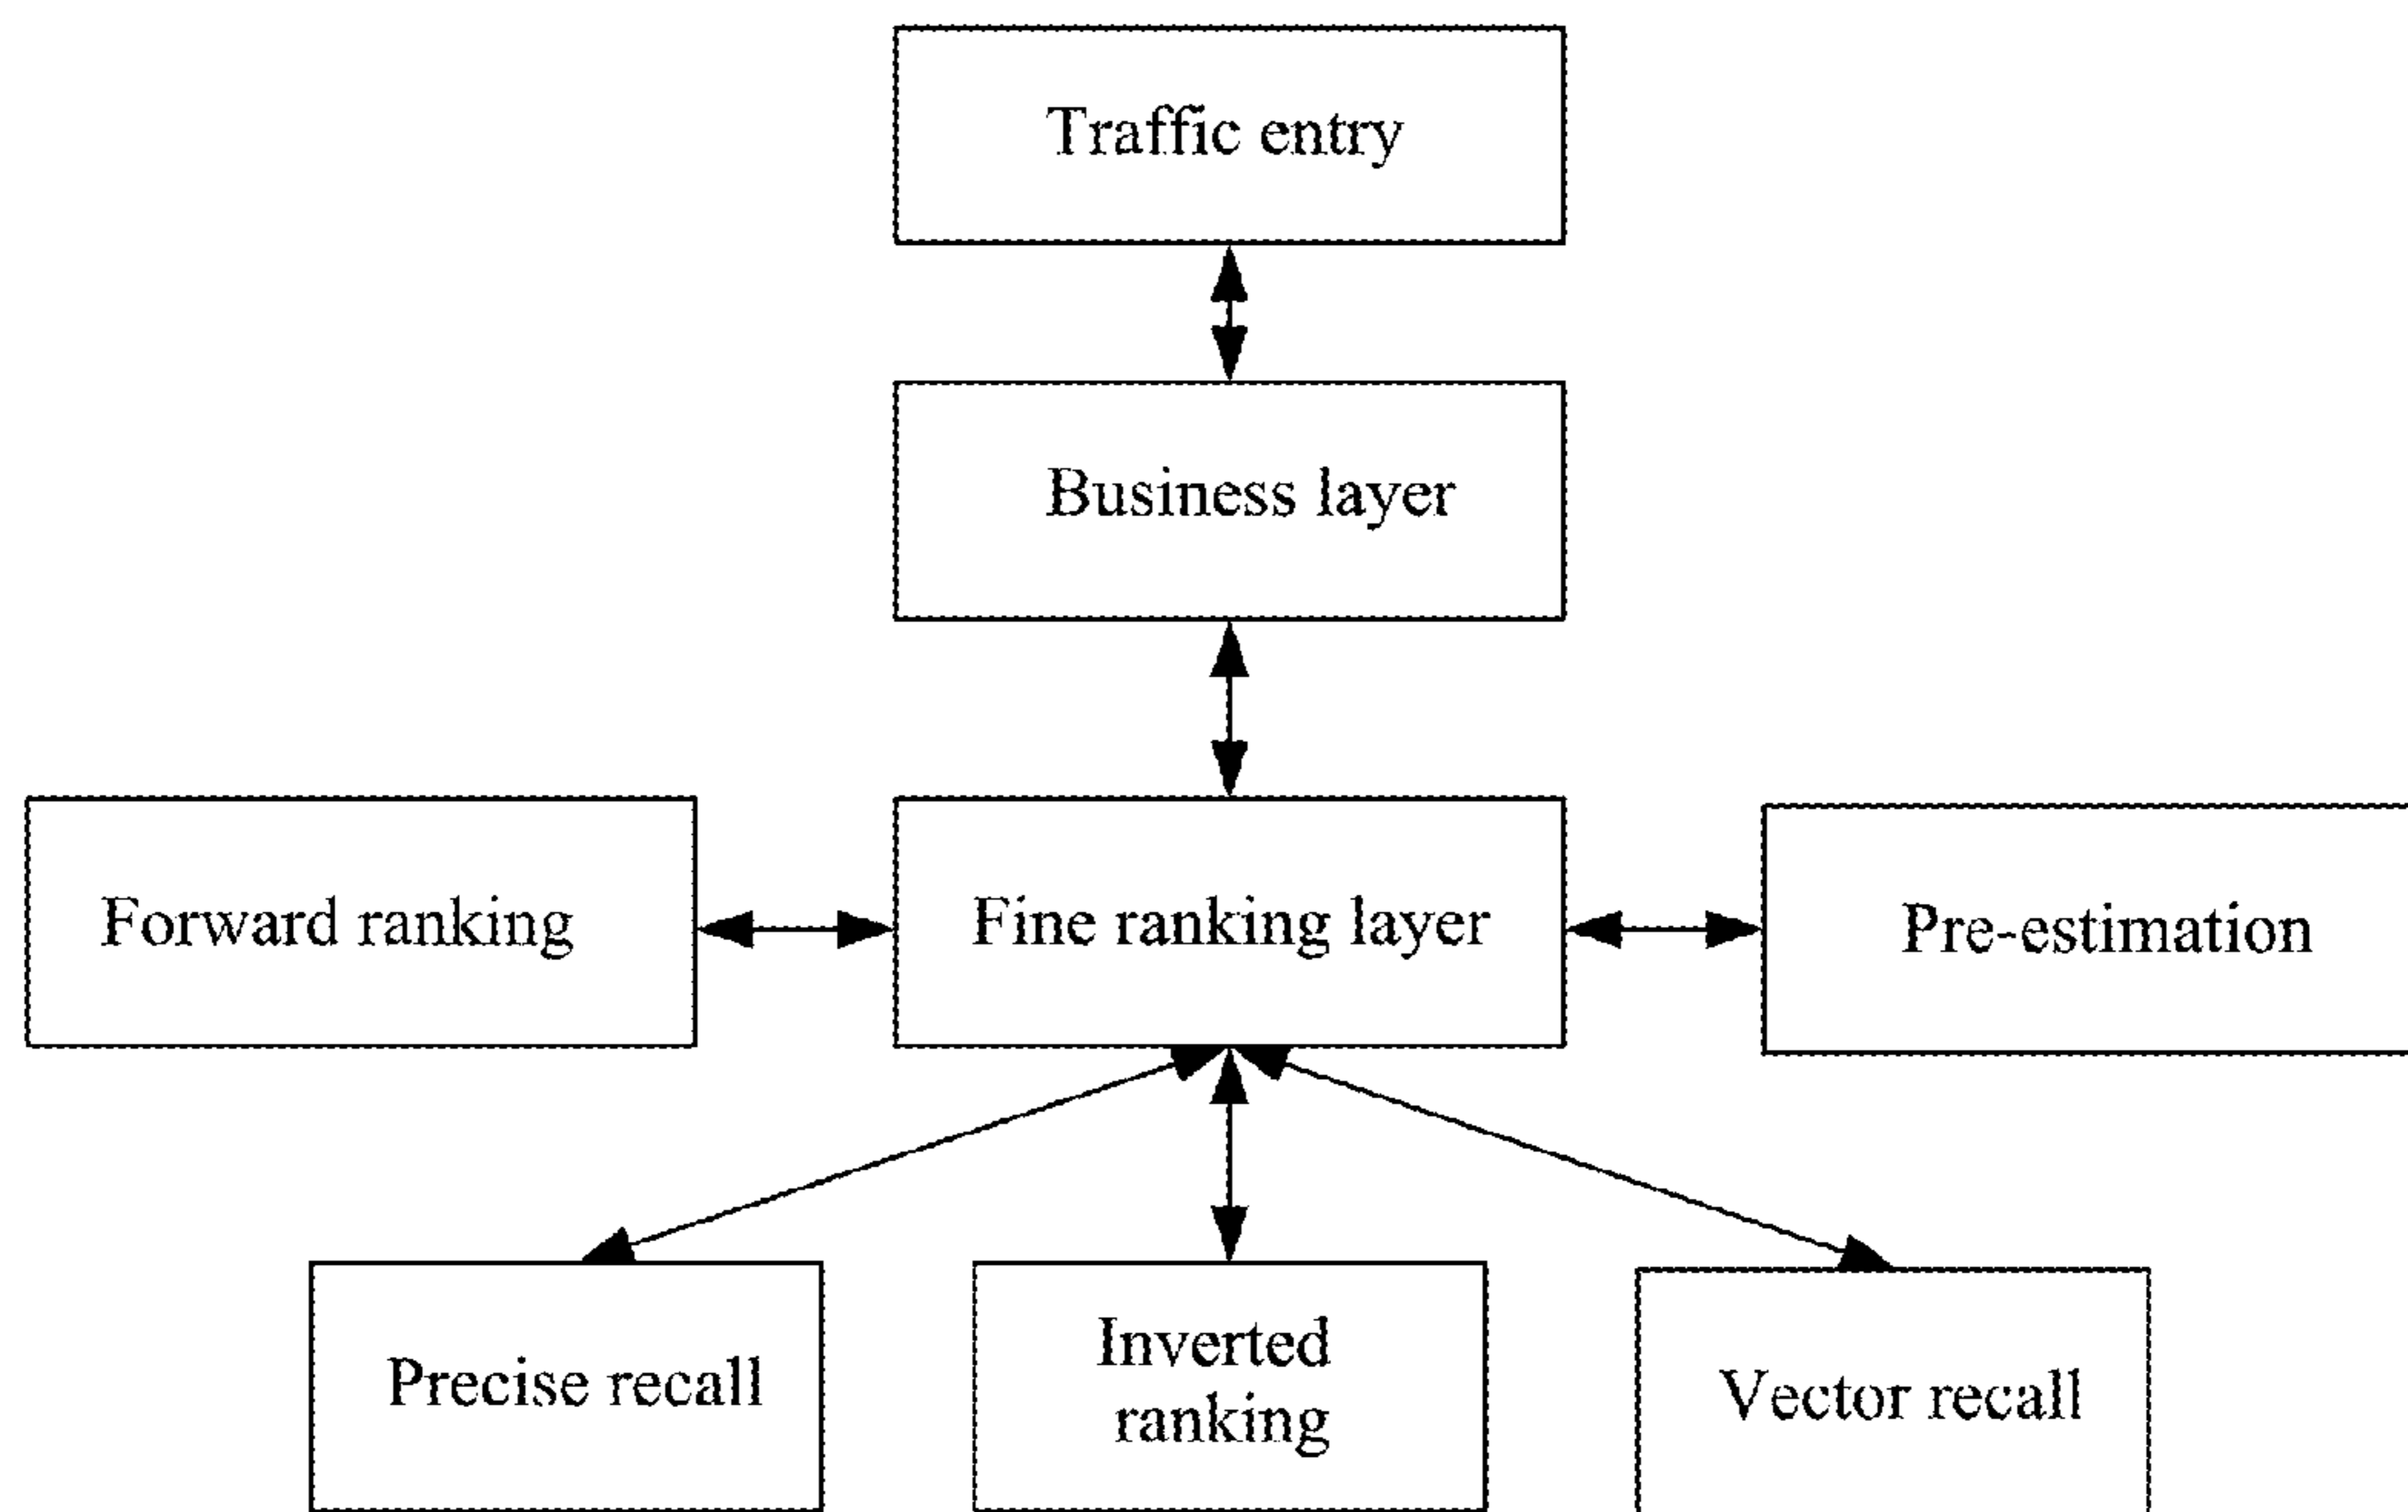 Traffic entry
Business layer
Forward ranking
Fine ranking layer
Pre-estimation
Precise recall
Inverted
ranking
Vector recall